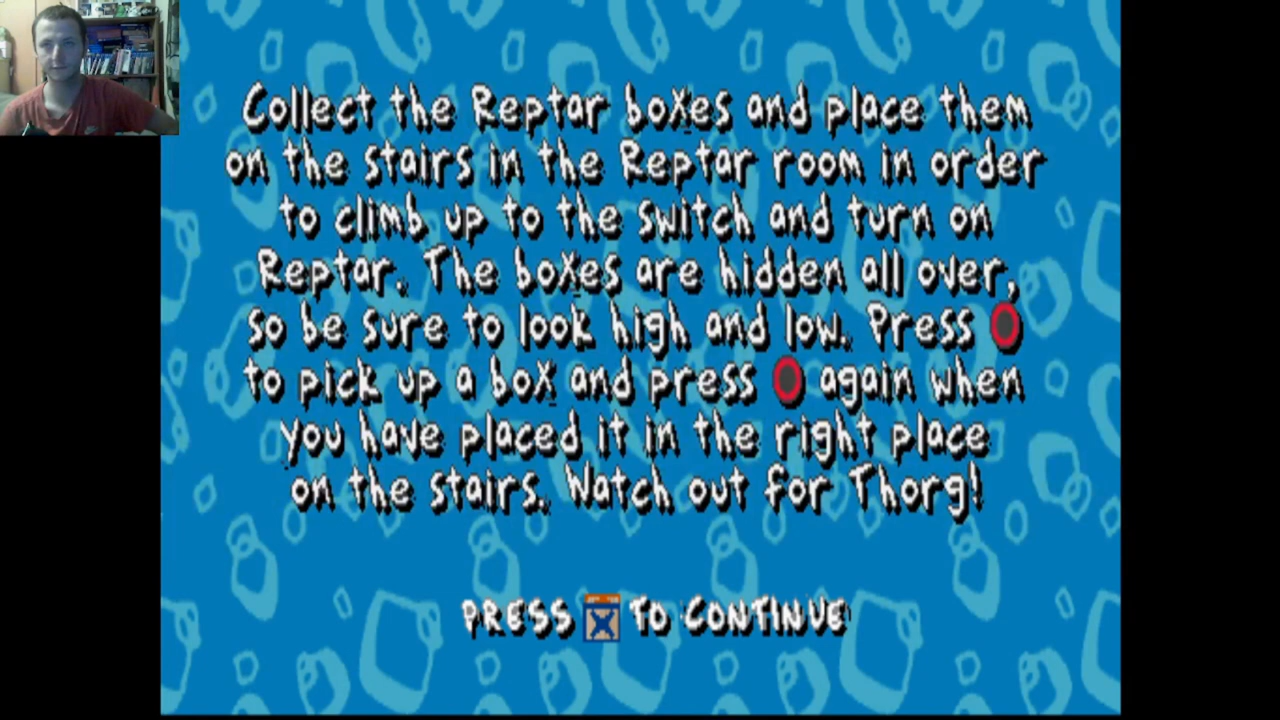 Collect the Reptar boxes and place them
on the stairs in the Reptar room in order
to climb up to the switch and turn on
Reptar. The boxes are hidden all over,
so be sure to look high and low. Press
to pick up a box and press again when
you have placed it in the right place
on the stairs. Watch out for Thorg!
PRESS X TO CONTINUE